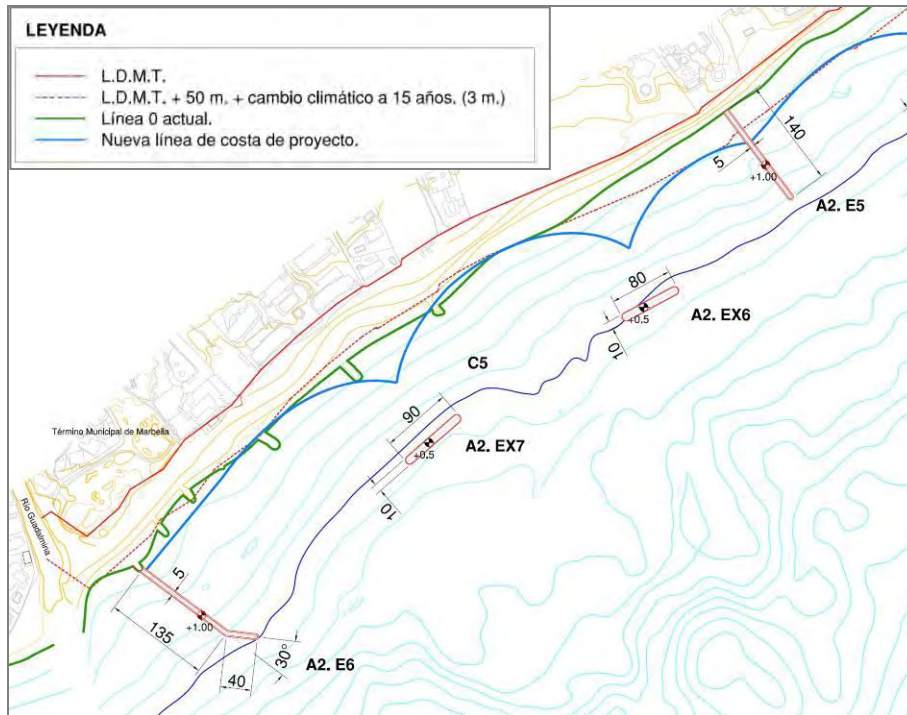 LEYENDA
L.D.M.T.
L.D.M.T. + 50 m. + cambio climático a 15 años. (3 m.)
Línea 0 actual.
Nueva línea de costa de proyecto.
140
5
+1.00
A2. E5
80
+0.5
10
A2. EX6
C5
90
+0.5
10
A2. EX7
Término Municipal de Marbella
Río Guadalmina
5
+1.00
135
40
30°
A2. E6